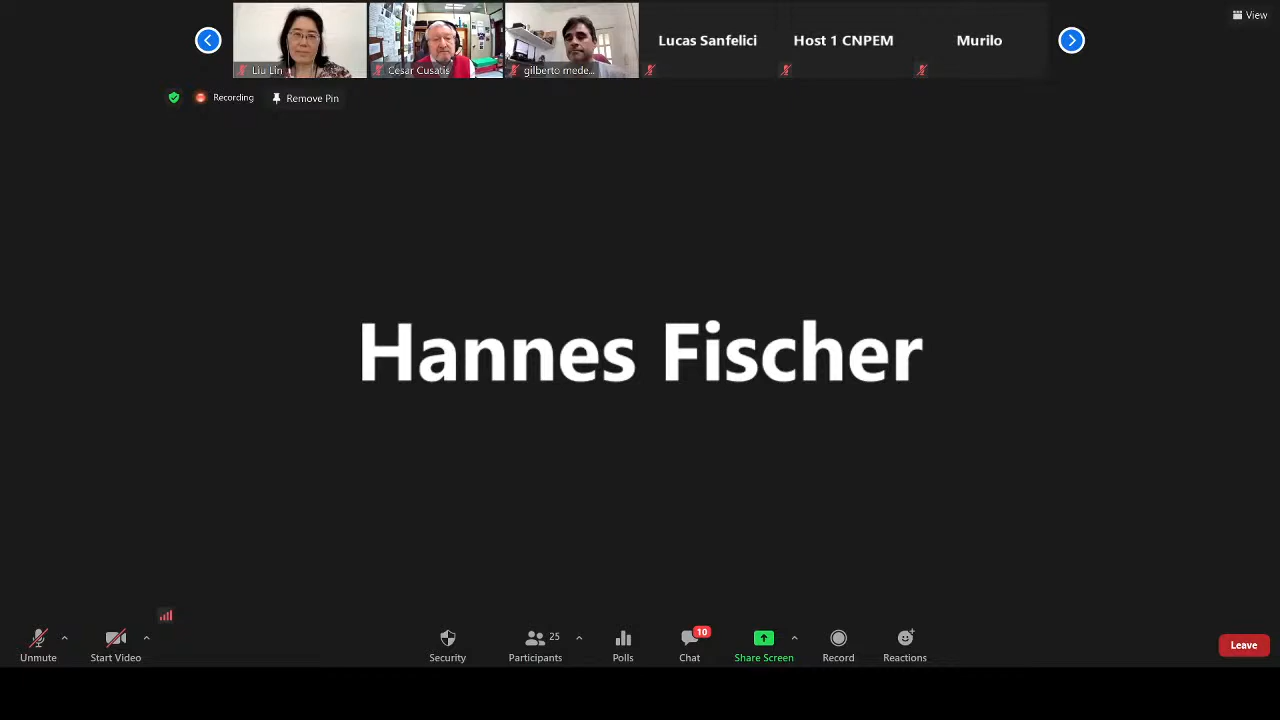 View
Lucas Sanfelici
Host 1 CNPEM
Murilo
Liu Lin
Cesar Cusatis
gilberto mede...
Recording
Remove Pin
Hannes Fischer
25
10
Unmute
Start Video
Security
Participants
Polls
Chat
Share Screen
Record
Reactions
Leave